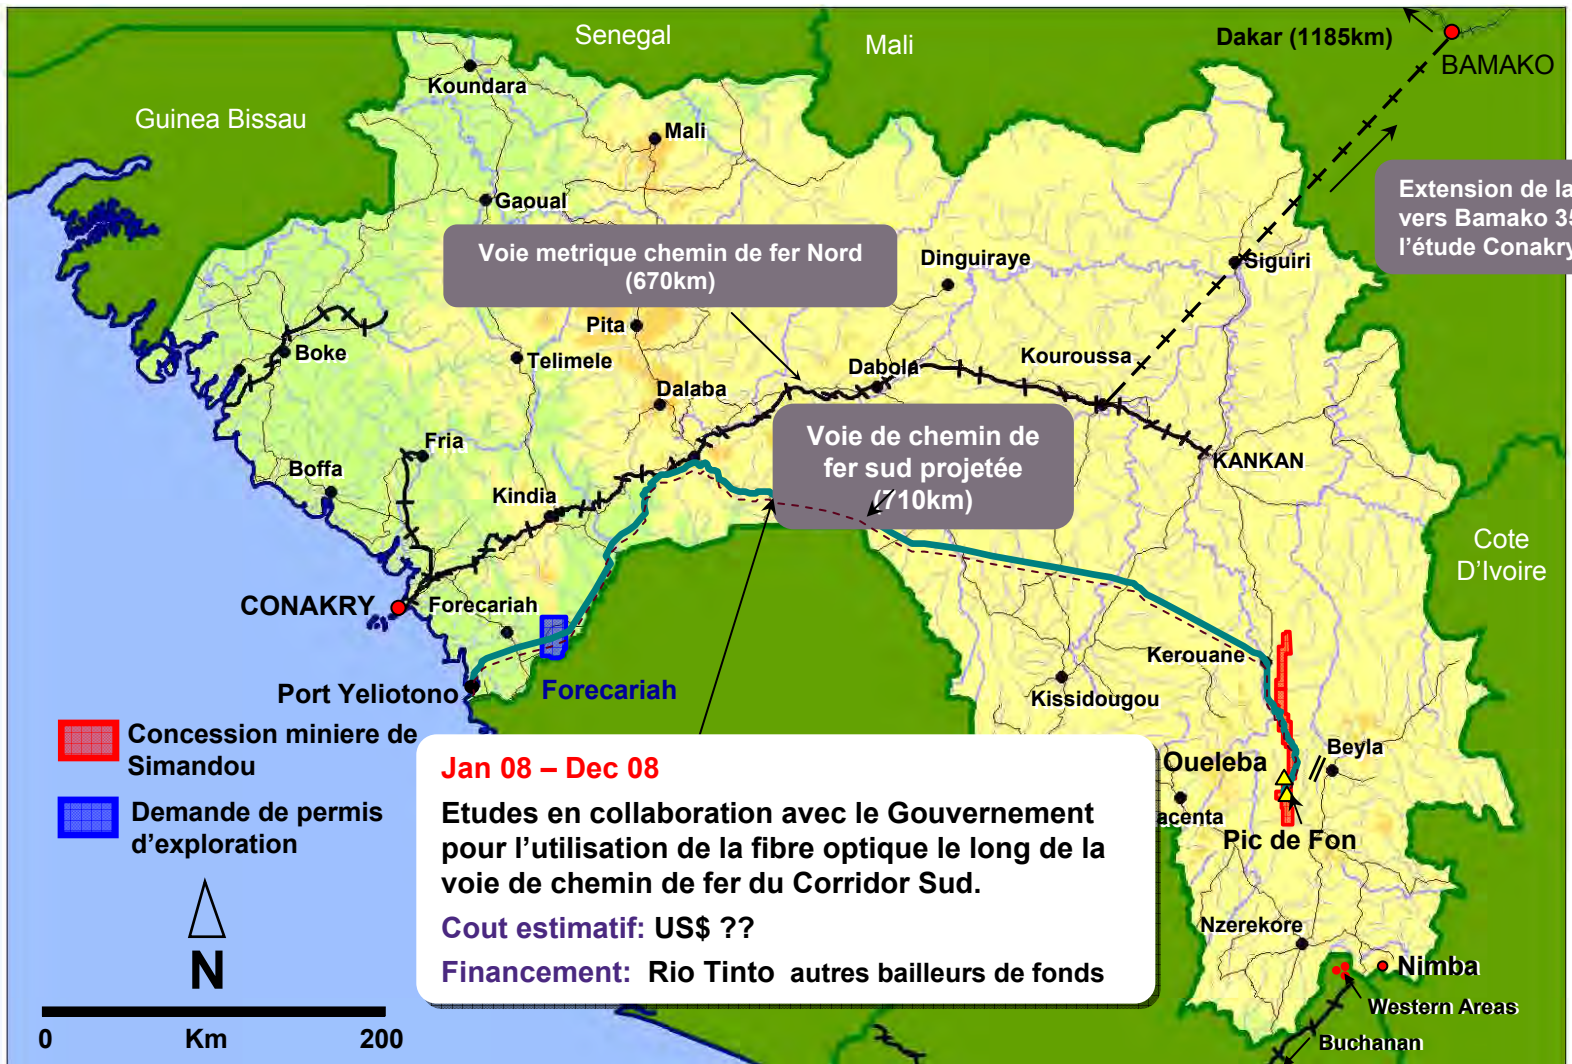 Senegal
Mali
Dakar (1185km)
BAMAKO
Koundara
Guinea Bissau
Mali
Extension de la
vers Bamako 35
l'étude Conakry
Gaoual
Voie metrique chemin de fer Nord
(670km)
Dinguiraye
Siguiri
Pita
Boke
Telimele
Dabola
Kouroussa
Dalaba
Voie de chemin de
fer sud projetée
(710km)
Fria
Boffa
Kindia
KANKAN
Cote
D'Ivoire
CONAKRY
Forecariah
Kerouane
Port Yeliotono
Forecariah
Kissidougou
Concession miniere de
Simandou
Demande de permis
d'exploration
Jan 08 – Dec 08
Etudes en collaboration avec le Gouvernement
pour l'utilisation de la fibre optique le long de la
voie de chemin de fer du Corridor Sud.
Cout estimatif: US$ ??
Financement: Rio Tinto autres bailleurs de fonds
Beyla
Oueleba
acenta
Pic de Fon
Nzerekore
Nimba
Western Areas
Buchanan
N
0 Km 200